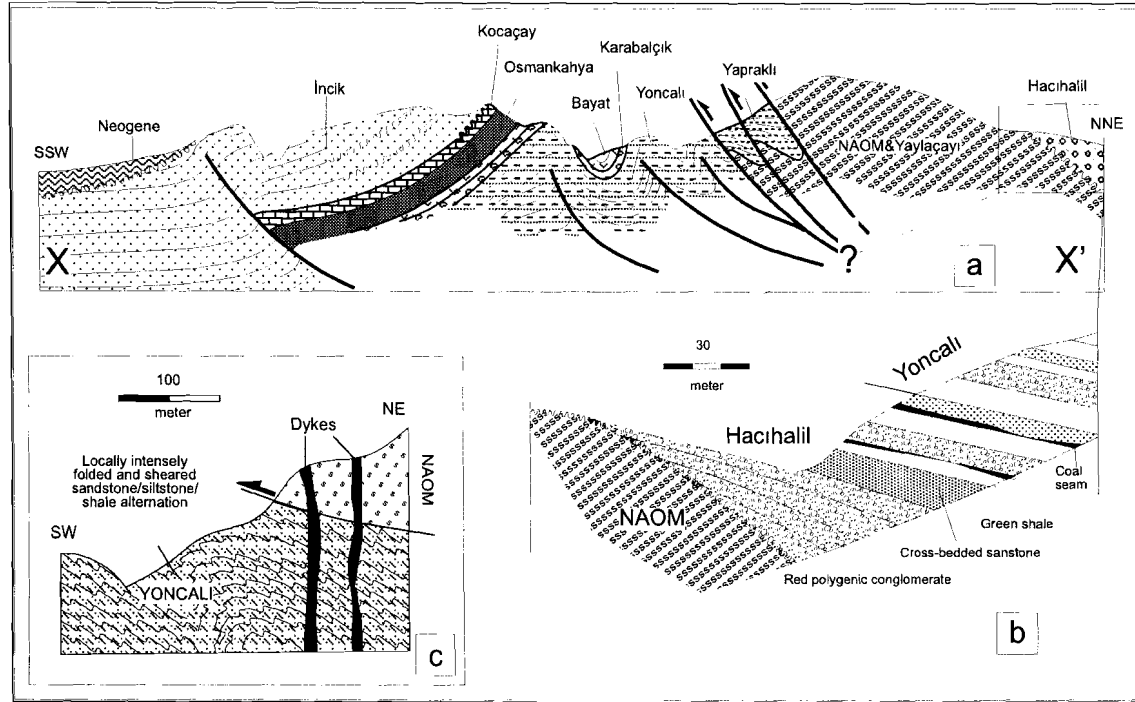 Kocaçay
Karabalçık
Osmankahya
Yapraklı
İncik
Bayat
Yoncalı
Hacıhalil
Neogene
SSW
NNE
NAOM&Yaylaçayı
X
?
a
X'
100
meter
NE
Dykes
Locally intensely
folded and sheared
sandstone/siltstone/
shale alternation
NAOM
SW
YONCALI
c
30
meter
Yoncalı
Hacıhalil
Coal
seam
NAOM
Green shale
Cross-bedded sanstone
Red polygenic conglomerate
b